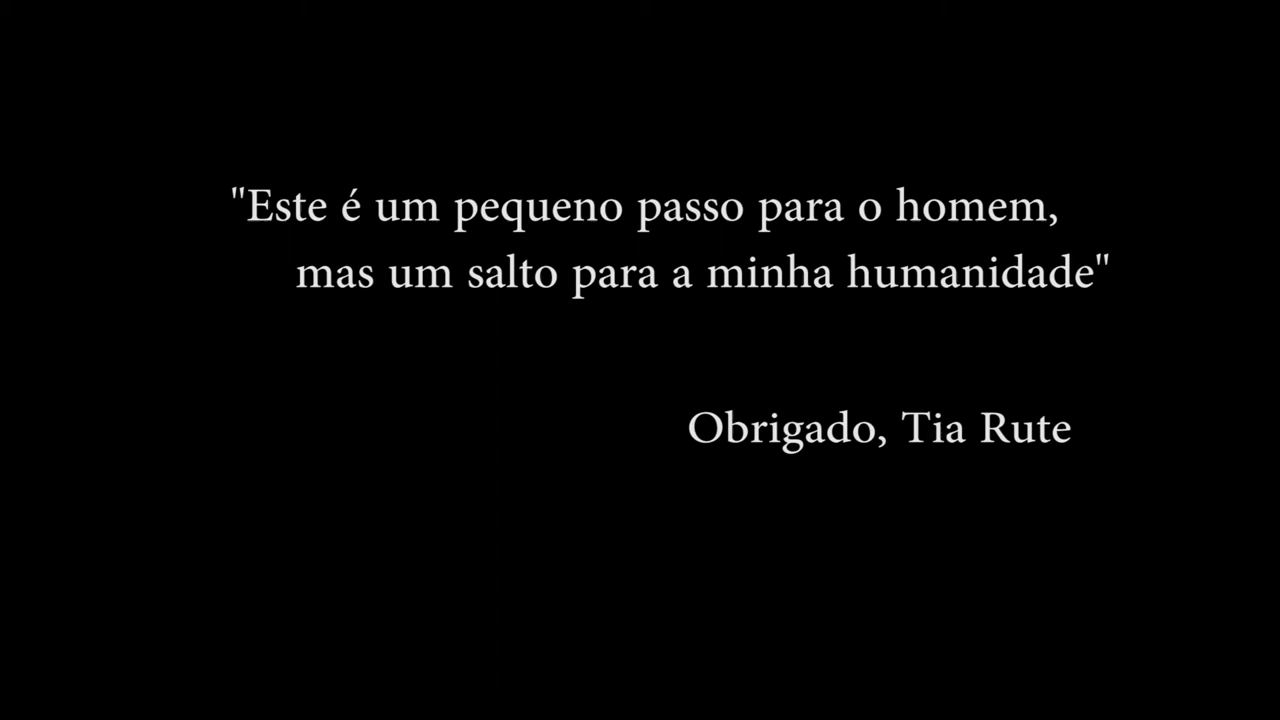 "Este é um pequeno passo para o homem,
mas um salto para a minha humanidade"
Obrigado, Tia Rute